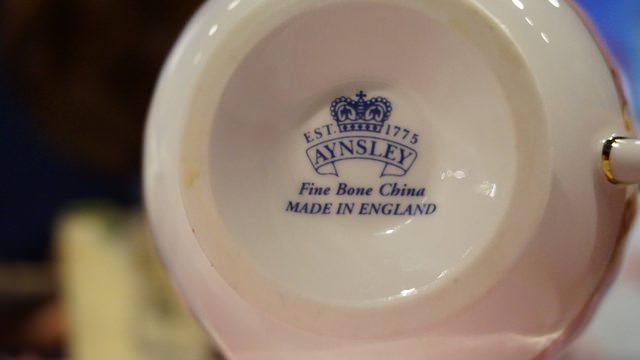 EST. 1775
AYNSLEY
Fine Bone China
MADE IN ENGLAND